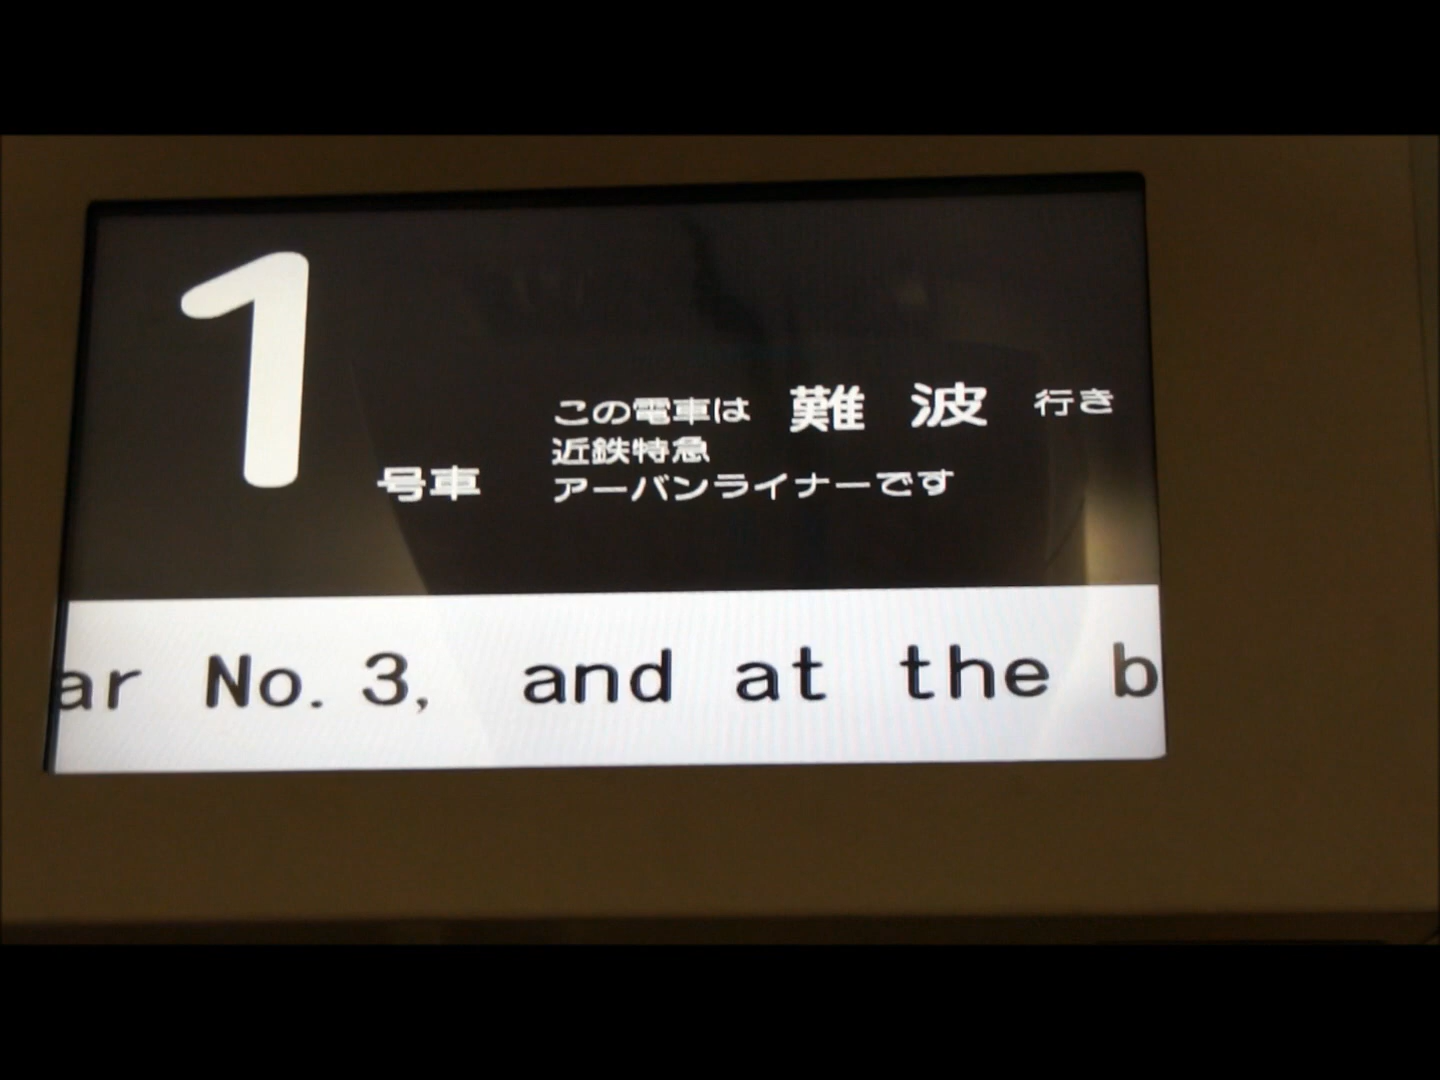 1 号車
この電車は 難波 行き
近鉄特急
アーバンライナーです
ar No. 3, and at the b